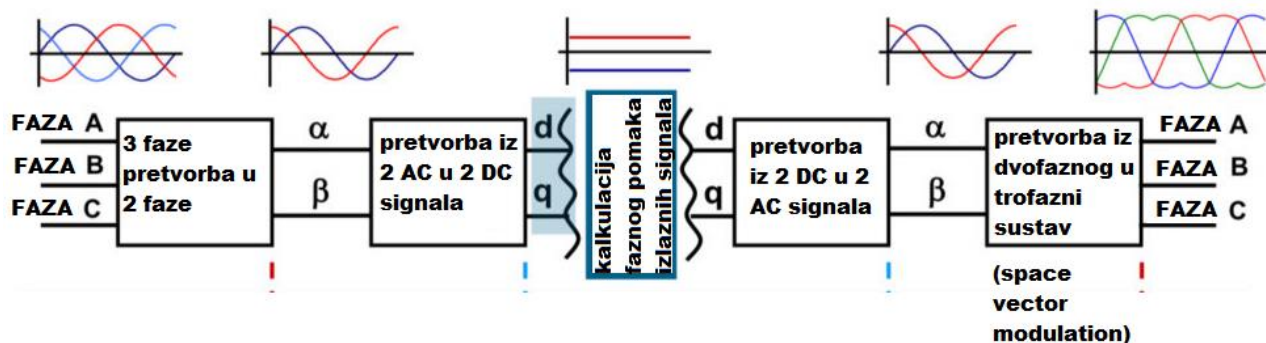 FAZA A
FAZA B
FAZA C
3 faze
pretvorba u
2 faze
α
β
pretvorba iz
2 AC u 2 DC
signala
d
q
kalkulacija
faznog pomaka
izlaznih signala
d
q
pretvorba
iz 2 DC u 2
AC signala
α
β
pretvorba iz
dvofaznog u
trofazni
sustav
(space
vector
modulation)
FAZA A
FAZA B
FAZA C